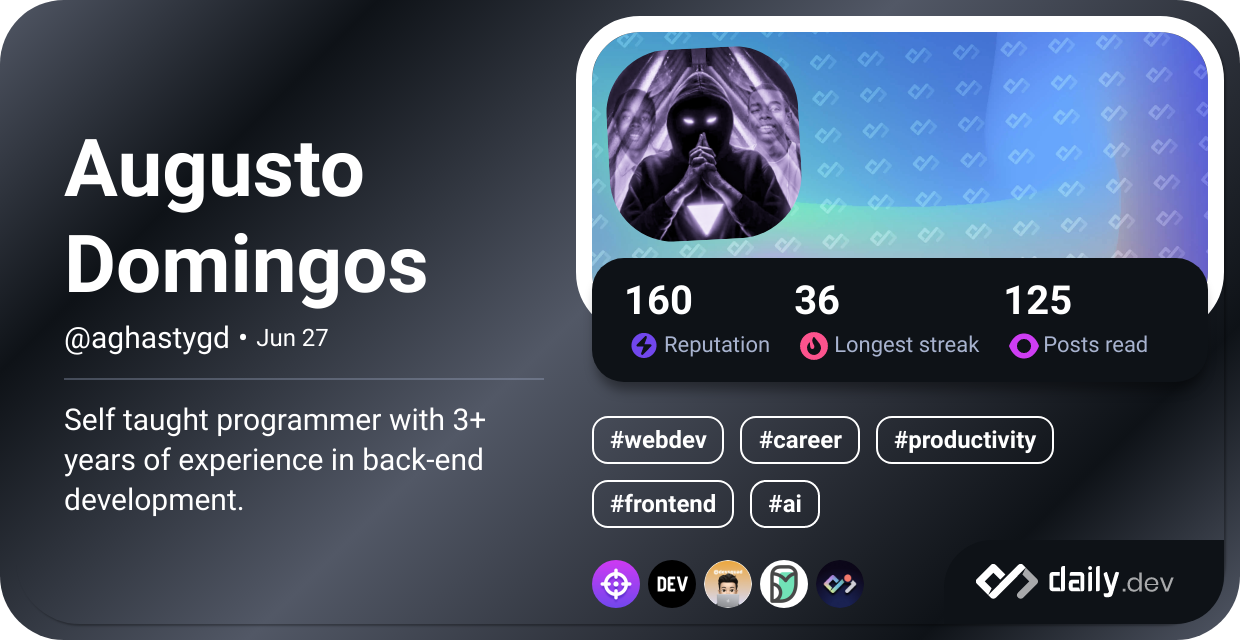 Augusto
Domingos
@aghastygd • Jun 27
Self taught programmer with 3+
years of experience in back-end
development.
160 36 125
Reputation Longest streak Posts read
#webdev #career #productivity
#frontend #ai
DEV
daily.dev